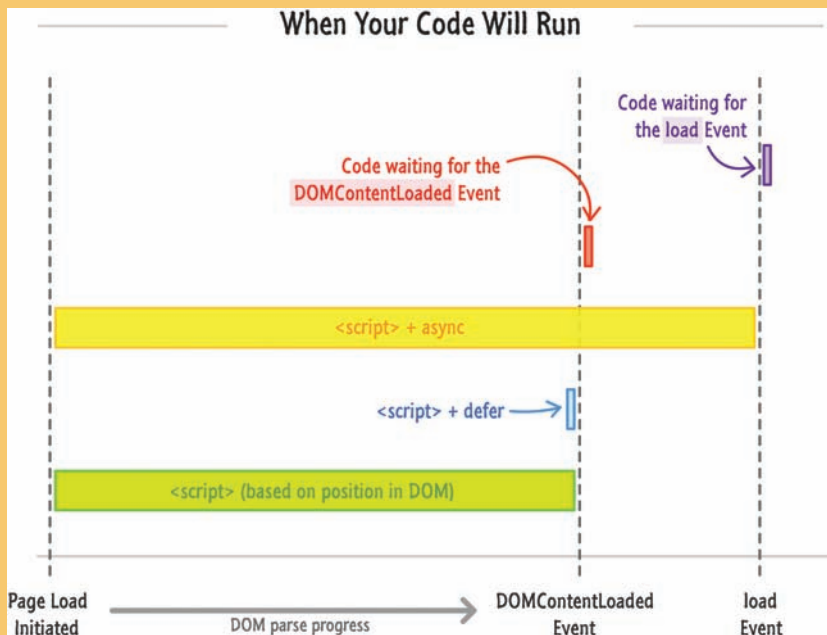 When Your Code Will Run
Code waiting for
the load Event
Code waiting for the
DOMContentLoaded Event
<script> + async
<script> + defer
<script> (based on position in DOM)
Page Load
Initiated
DOM parse progress
DOMContentLoaded
Event
load
Event